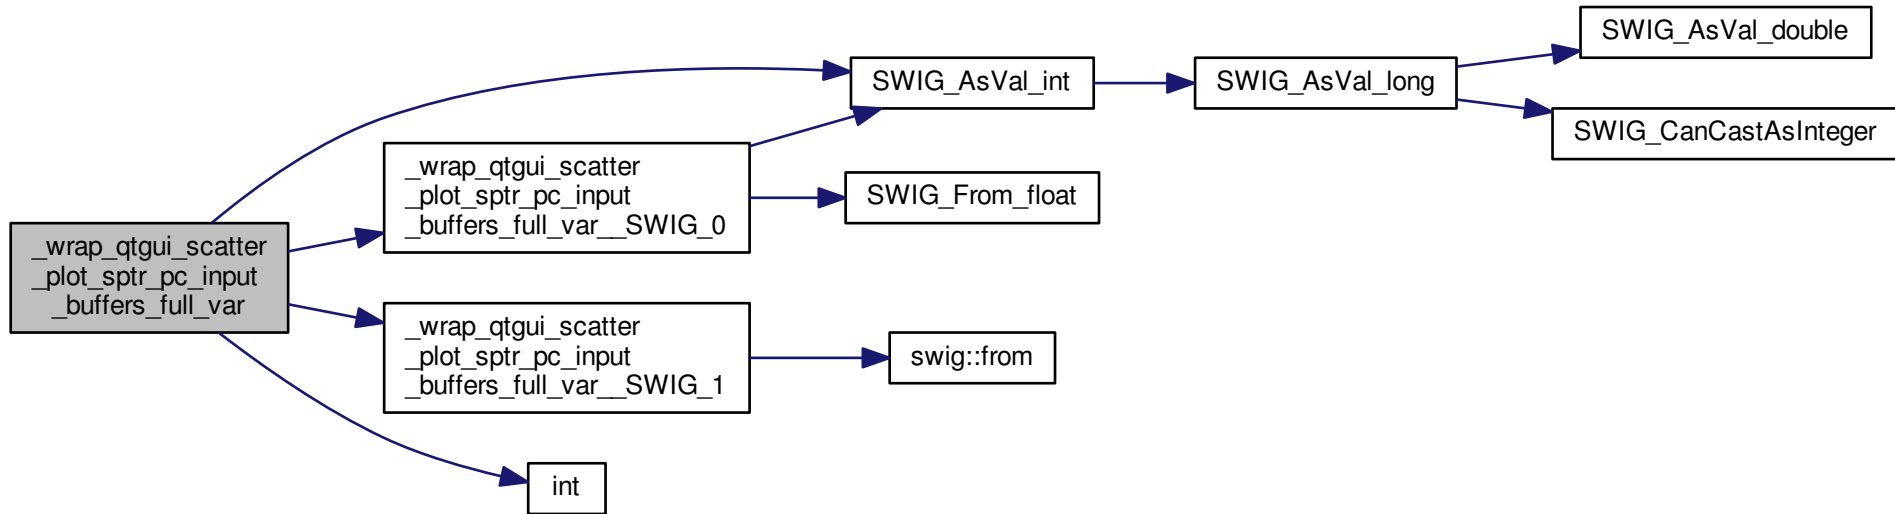 _wrap_qtgui_scatter
_plot_sptr_pc_input
_buffers_full_var
_wrap_qtgui_scatter
_plot_sptr_pc_input
_buffers_full_var__SWIG_0
_wrap_qtgui_scatter
_plot_sptr_pc_input
_buffers_full_var__SWIG_1
int
SWIG_AsVal_int
SWIG_From_float
swig::from
SWIG_AsVal_long
SWIG_AsVal_double
SWIG_CanCastAsInteger